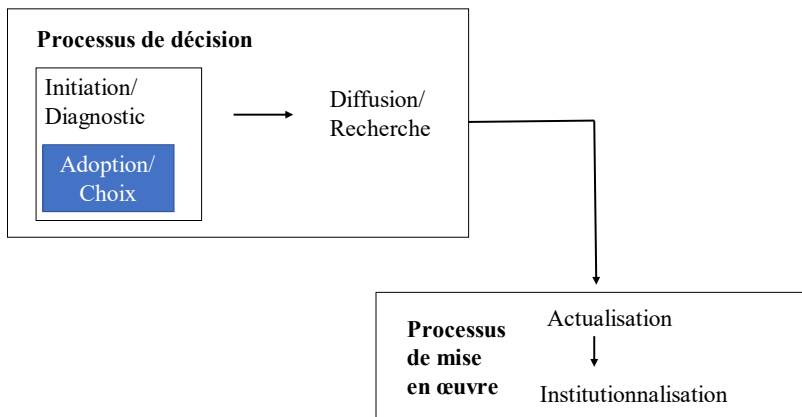 Processus de décision
Initiation/
Diagnostic
Adoption/
Choix
Diffusion/
Recherche
Processus
de mise
en œuvre
Actualisation
Institutionnalisation